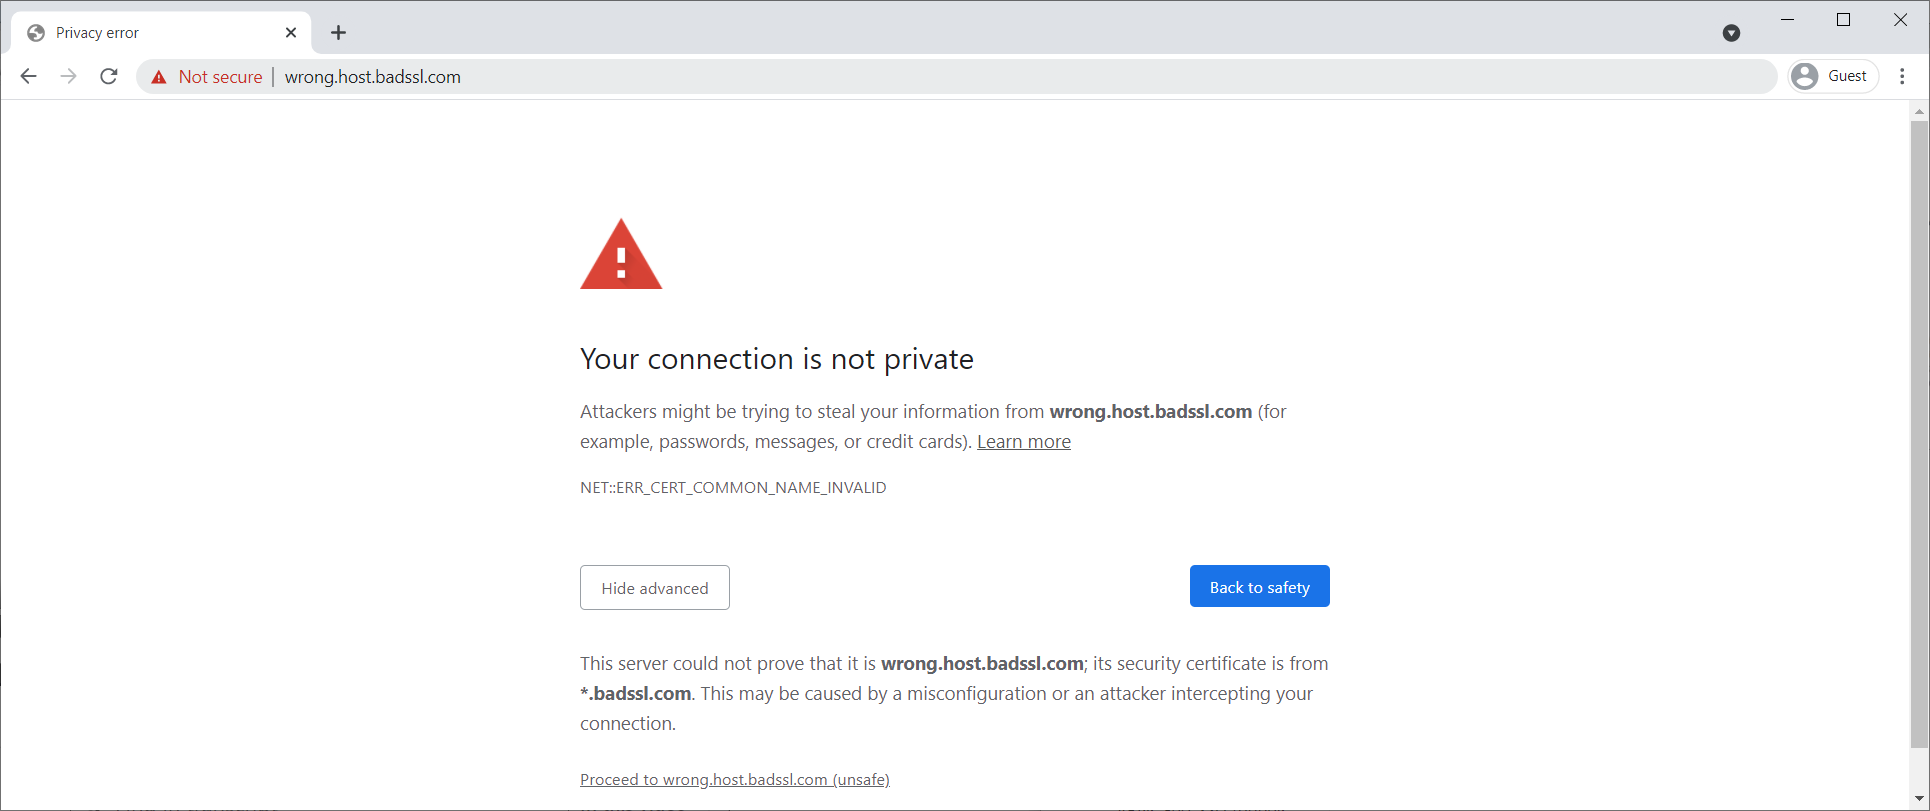 Privacy error
Not secure | wrong.host.badssl.com
Guest
Your connection is not private
Attackers might be trying to steal your information from wrong.host.badssl.com (for
example, passwords, messages, or credit cards). Learn more
NET::ERR_CERT_COMMON_NAME_INVALID
Hide advanced
Back to safety
This server could not prove that it is wrong.host.badssl.com; its security certificate is from
*.badssl.com. This may be caused by a misconfiguration or an attacker intercepting your
connection.
Proceed to wrong.host.badssl.com (unsafe)